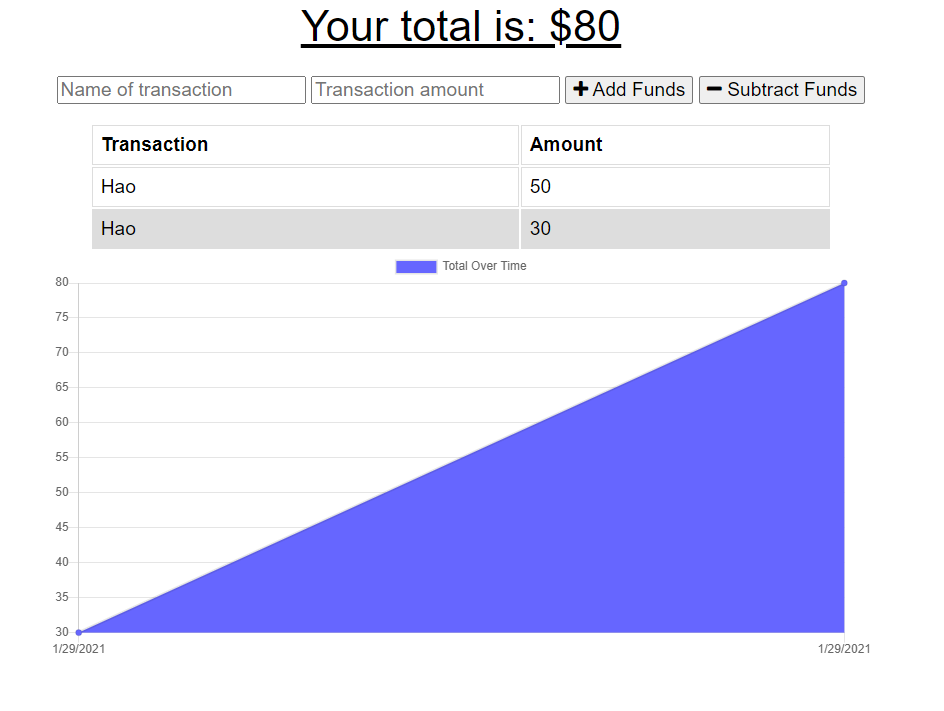 Your total is: $80
Name of transaction Transaction amount Add Funds Subtract Funds
Transaction Amount
Hao 50
Hao 30
Total Over Time
80
75
70
65
60
55
50
45
40
35
30
1/29/2021 1/29/2021